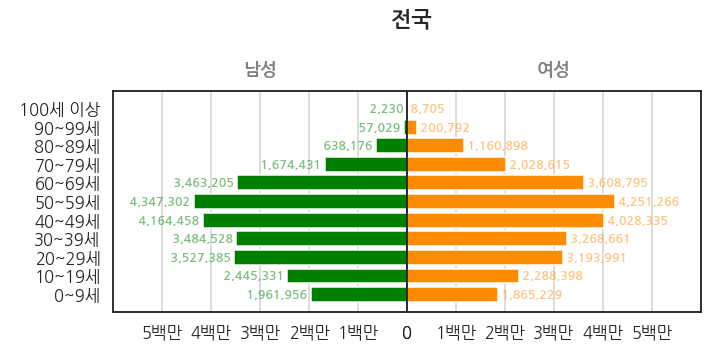 전국
남성 여성
100세 이상 2,230 8,705
90~99세 57,029 200,792
80~89세 638,176 1,160,898
70~79세 1,674,431 2,028,615
60~69세 3,463,205 3,608,795
50~59세 4,347,302 4,251,266
40~49세 4,164,458 4,028,335
30~39세 3,484,528 3,268,661
20~29세 3,527,385 3,193,991
10~19세 2,445,331 2,288,398
0~9세 1,961,956 1,865,229
5백만 4백만 3백만 2백만 1백만 0 1백만 2백만 3백만 4백만 5백만